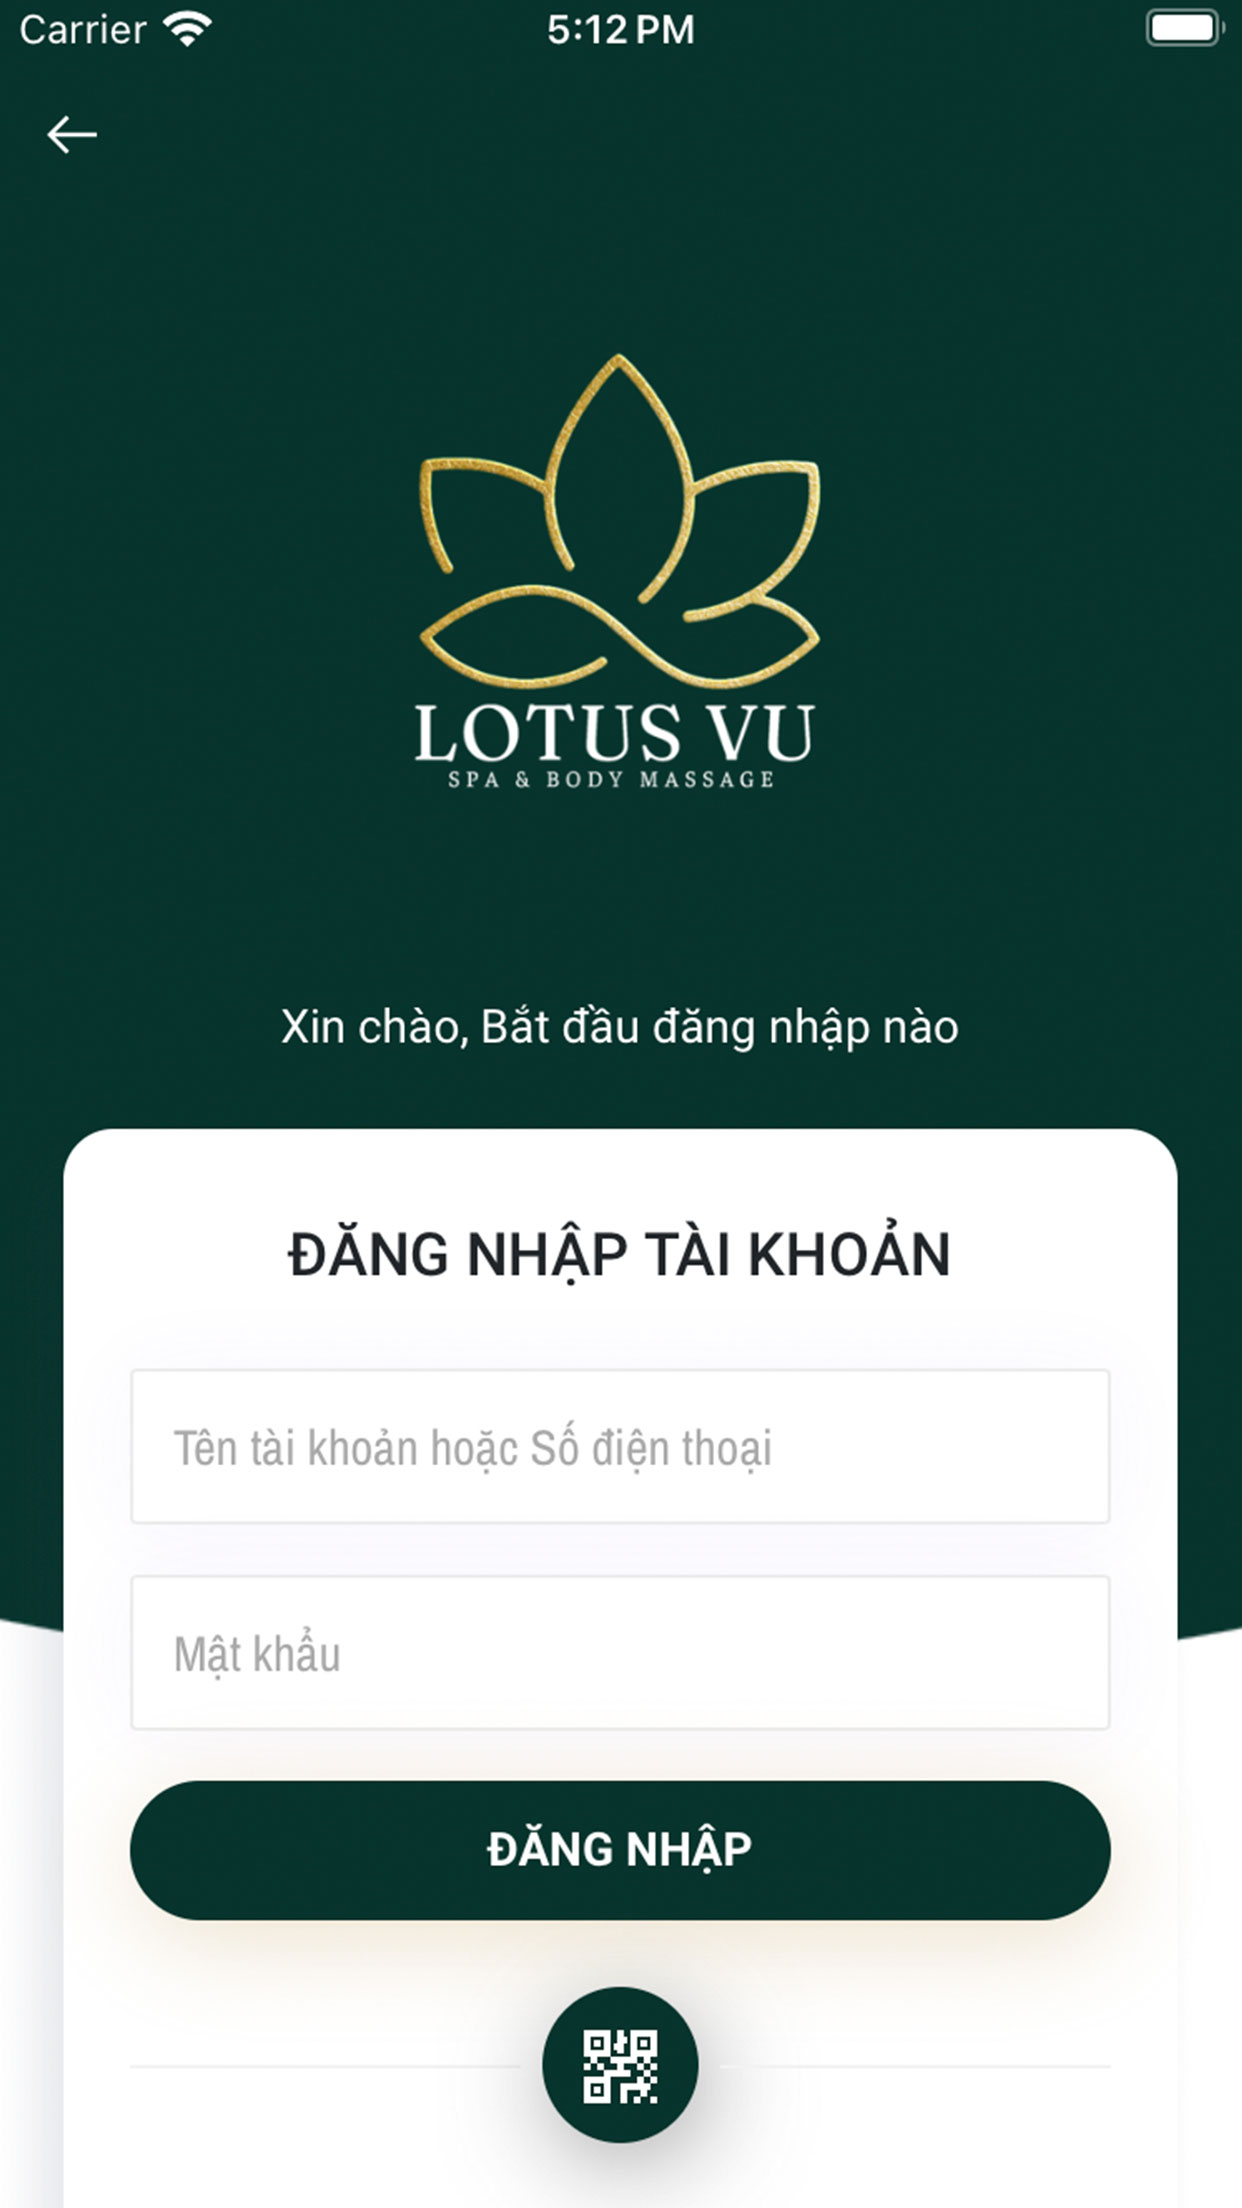 Carrier
5:12 PM
LOTUS VU
SPA & BODY MASSAGE
Xin chào, Bắt đầu đăng nhập nào
ĐĂNG NHẬP TÀI KHOẢN
Tên tài khoản hoặc Số điện thoại
Mật khẩu
ĐĂNG NHẬP